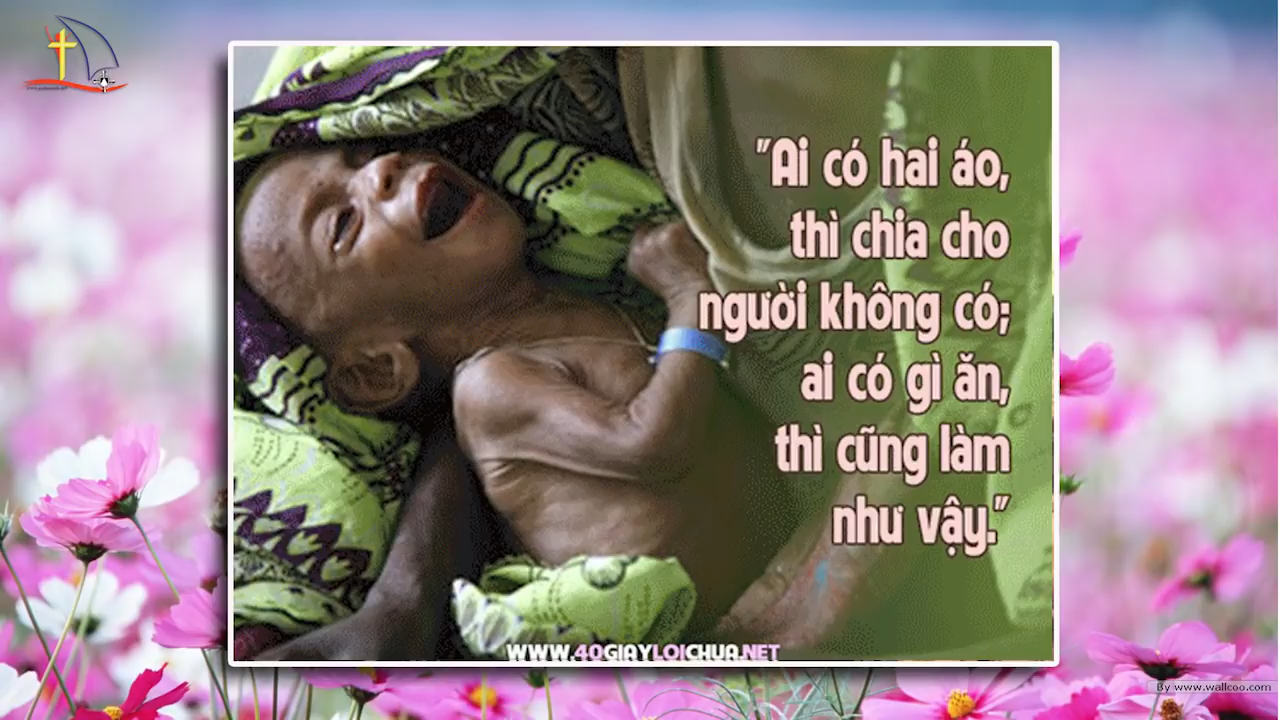 "Ai có hai áo,
thì chia cho
người không có;
ai có gì ăn,
thì cũng làm
như vậy."
WWW.40GIAYLOICHUA.NET
By www.wallcoo.com